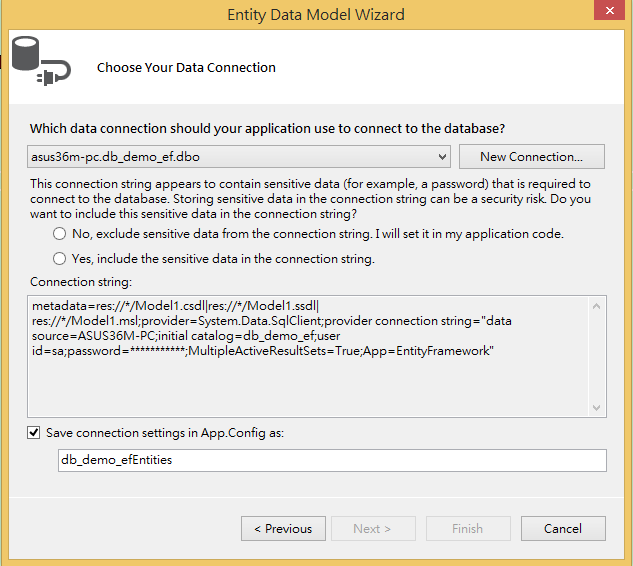 Entity Data Model Wizard
Choose Your Data Connection
Which data connection should your application use to connect to the database?
asus36m-pc.db_demo_ef.dbo
New Connection...
This connection string appears to contain sensitive data (for example, a password) that is required to
connect to the database. Storing sensitive data in the connection string can be a security risk. Do you
want to include this sensitive data in the connection string?
No, exclude sensitive data from the connection string. I will set it in my application code.
Yes, include the sensitive data in the connection string.
Connection string:
metadata=res://*/Model1.csdl|res://*/Model1.ssdl|
res://*/Model1.msl;provider=System.Data.SqlClient;provider connection string="data
source=ASUS36M-PC;initial catalog=db_demo_ef;user
id=sa;password=***********;MultipleActiveResultSets=True;App=EntityFramework"
Save connection settings in App.Config as:
db_demo_efEntities
< Previous
Next >
Finish
Cancel